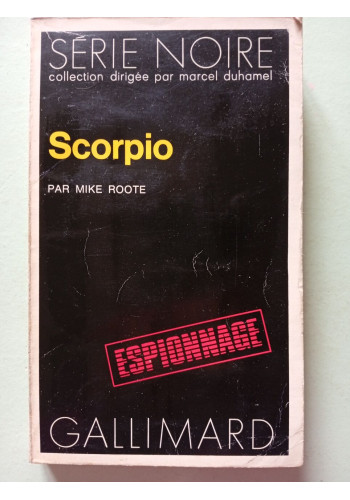 SÉRIE NOIRE
collection dirigée par marcel duhamel
Scorpio
PAR MIKE ROOTE
ESPIONNAGE
GALLIMARD